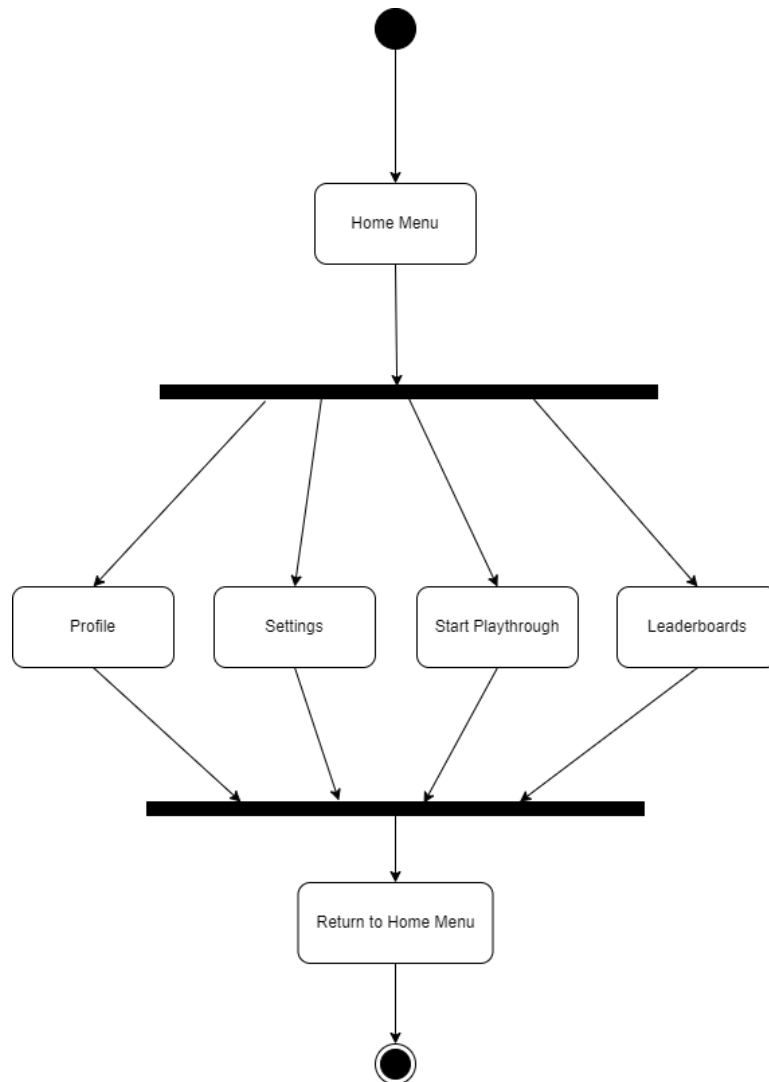 Home Menu
Profile
Settings
Start Playthrough
Leaderboards
Return to Home Menu